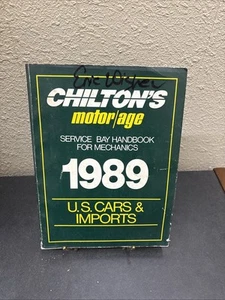 CHILTON'S
motor/age
SERVICE BAY HANDBOOK
FOR MECHANICS
1989
U.S. CARS &
IMPORTS